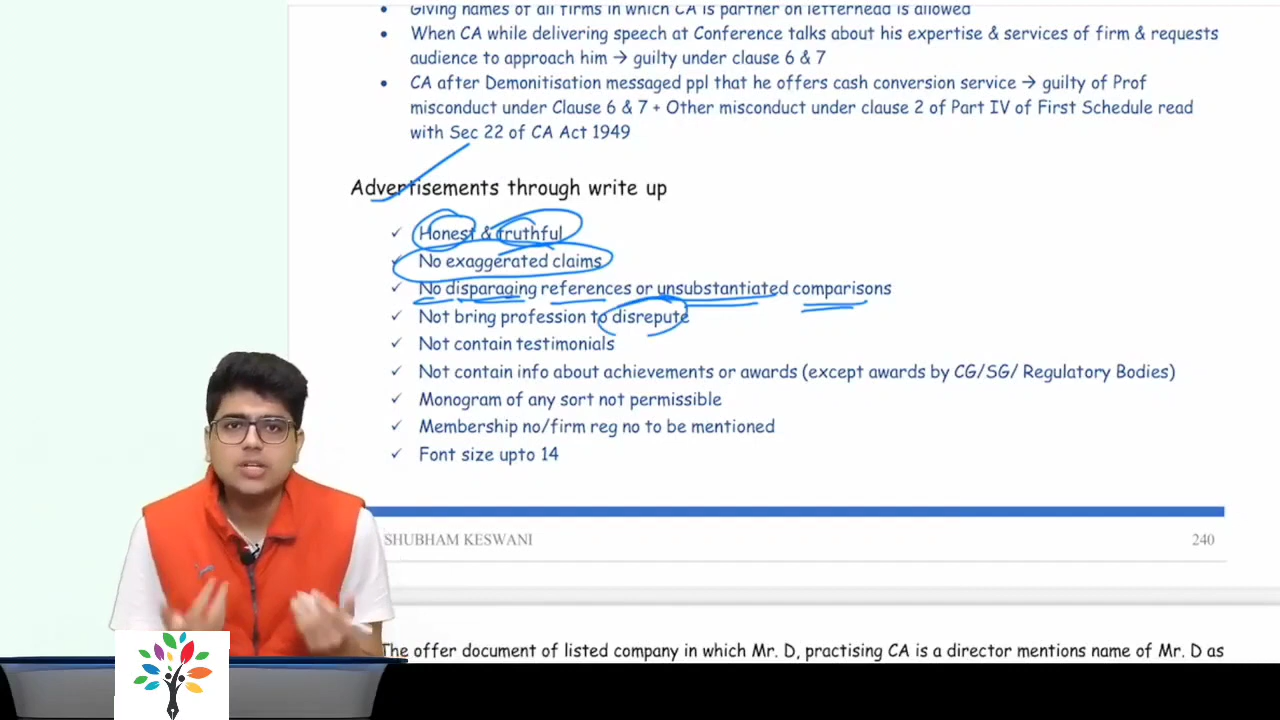 Giving names of all firms in which CA is partner on letterhead is allowed
When CA while delivering speech at Conference talks about his expertise & services of firm & requests
audience to approach him → guilty under clause 6 & 7
CA after Demonitisation messaged ppl that he offers cash conversion service → guilty of Prof
misconduct under Clause 6 & 7 + Other misconduct under clause 2 of Part IV of First Schedule read
with Sec 22 of CA Act 1949
Advertisements through write up
✓ Honest & truthful
✓ No exaggerated claims
✓ No disparaging references or unsubstantiated comparisons
✓ Not bring profession to disrepute
✓ Not contain testimonials
✓ Not contain info about achievements or awards (except awards by CG/SG/ Regulatory Bodies)
✓ Monogram of any sort not permissible
✓ Membership no/firm reg no to be mentioned
✓ Font size upto 14
SHUBHAM KESWANI 240
The offer document of listed company in which Mr. D, practising CA is a director mentions name of Mr. D as